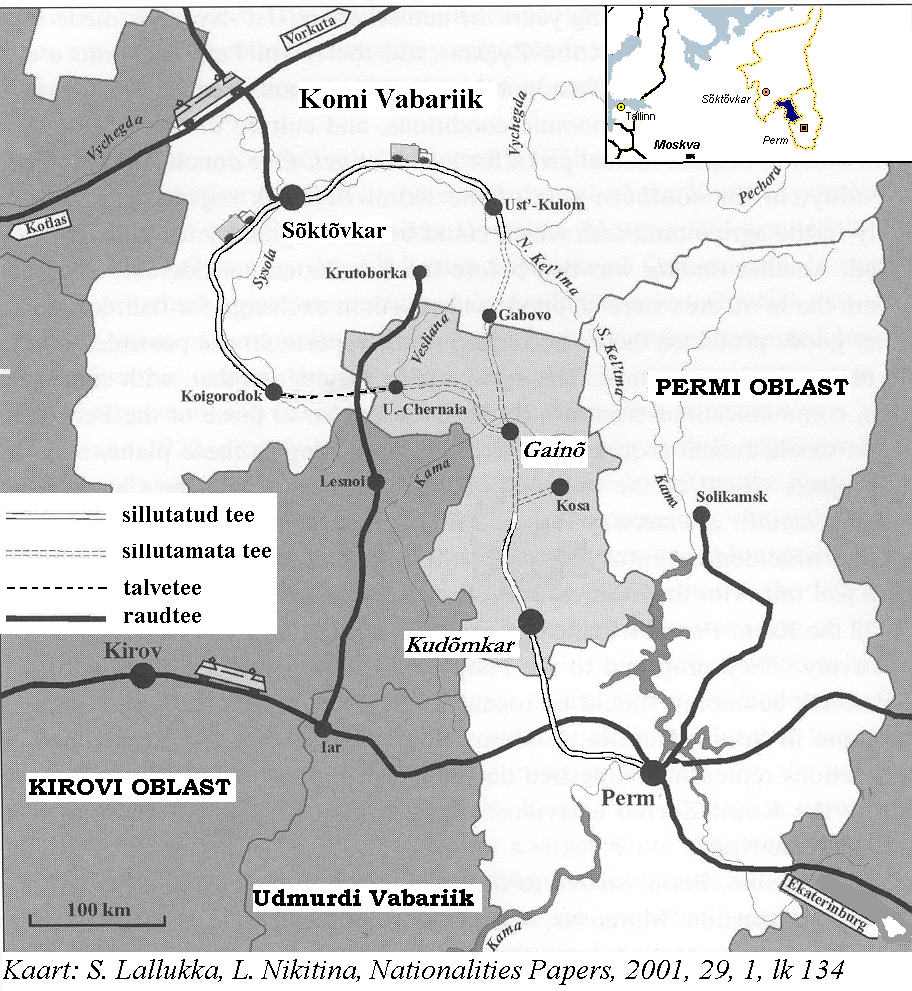 Vorkuta
Komi Vabariik
Vychegda
Vychegda
Kotlas
Sõktõvkar
Tallinn
Moskva
Perm
Pechora
Sõktõvkar
Ust'-Kulom
Sysola
N. Kel'tma
Krutoborka
Vesliana
Gabovo
S. Kel'tma
PERMI OBLAST
Koigorodok
U.-Chernaia
Gainõ
Kama
Lesnoi
Kosa
Kama
Solikamsk
sillutatud tee
sillutamata tee
talvetee
raudtee
Kudõmkar
Kirov
Iar
KIROVI OBLAST
Perm
Udmurdi Vabariik
Ekaterinburg
100 km
Kama
Kaart: S. Lallukka, L. Nikitina, Nationalities Papers, 2001, 29, 1, lk 134